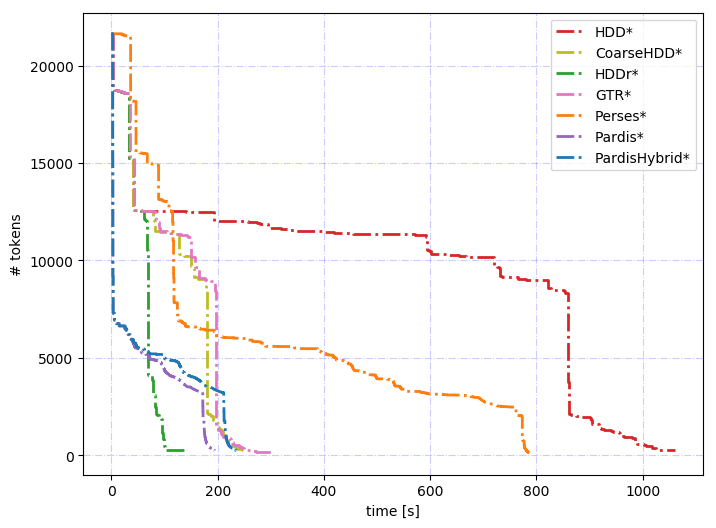 HDD*
CoarseHDD*
HDDr*
GTR*
Perses*
Pardis*
PardisHybrid*
20000
15000
10000
5000
0
# tokens
0 200 400 600 800 1000
time [s]